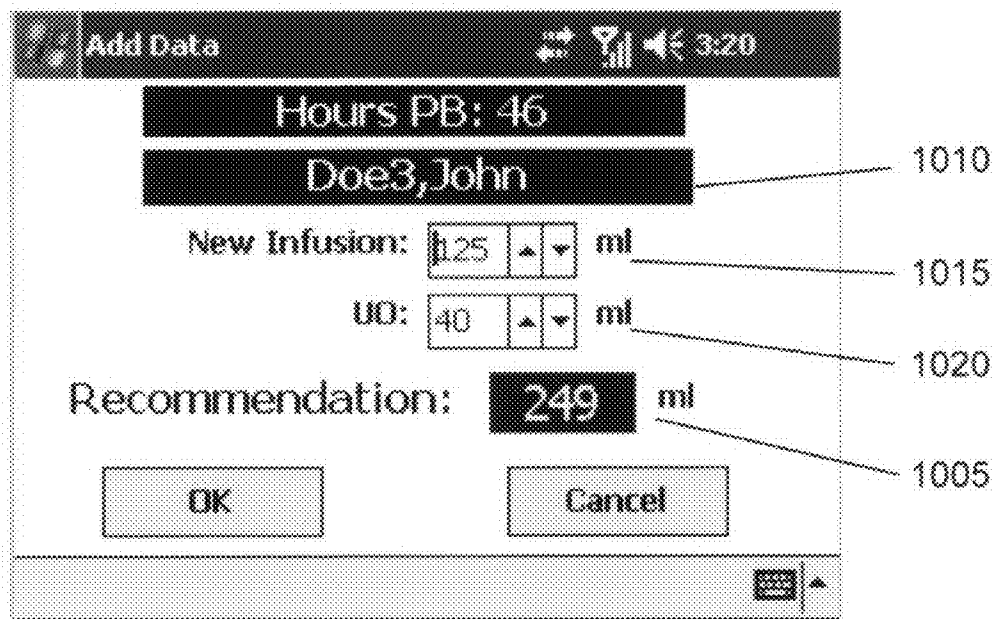 Add Data 3:20
Hours PB: 46
Doe3,John
1010
New Infusion: 125 ml
1015
UO: 40 ml
1020
Recommendation: 249 ml
1005
OK Cancel